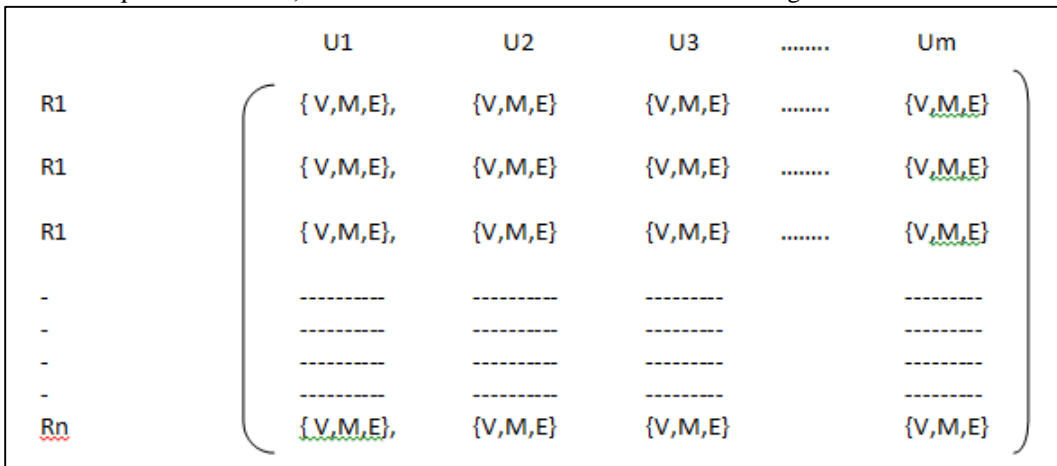 U1 U2 U3 ........ Um
R1 { V,M,E}, {V,M,E} {V,M,E} ........ {V,M,E}
R1 { V,M,E}, {V,M,E} {V,M,E} ........ {V,M,E}
R1 { V,M,E}, {V,M,E} {V,M,E} ........ {V,M,E}
- ---------- ---------- --------- ---------
- ---------- ---------- --------- ---------
- ---------- ---------- --------- ---------
- ---------- ---------- --------- ---------
Rn { V,M,E}, {V,M,E} {V,M,E} {V,M,E}